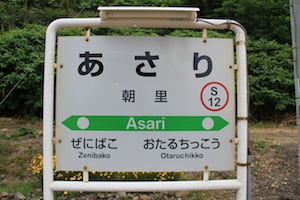 あさり
朝里
S
12
Asari
ぜにばこ おたるちっこう
Zenibako Otaruchikko